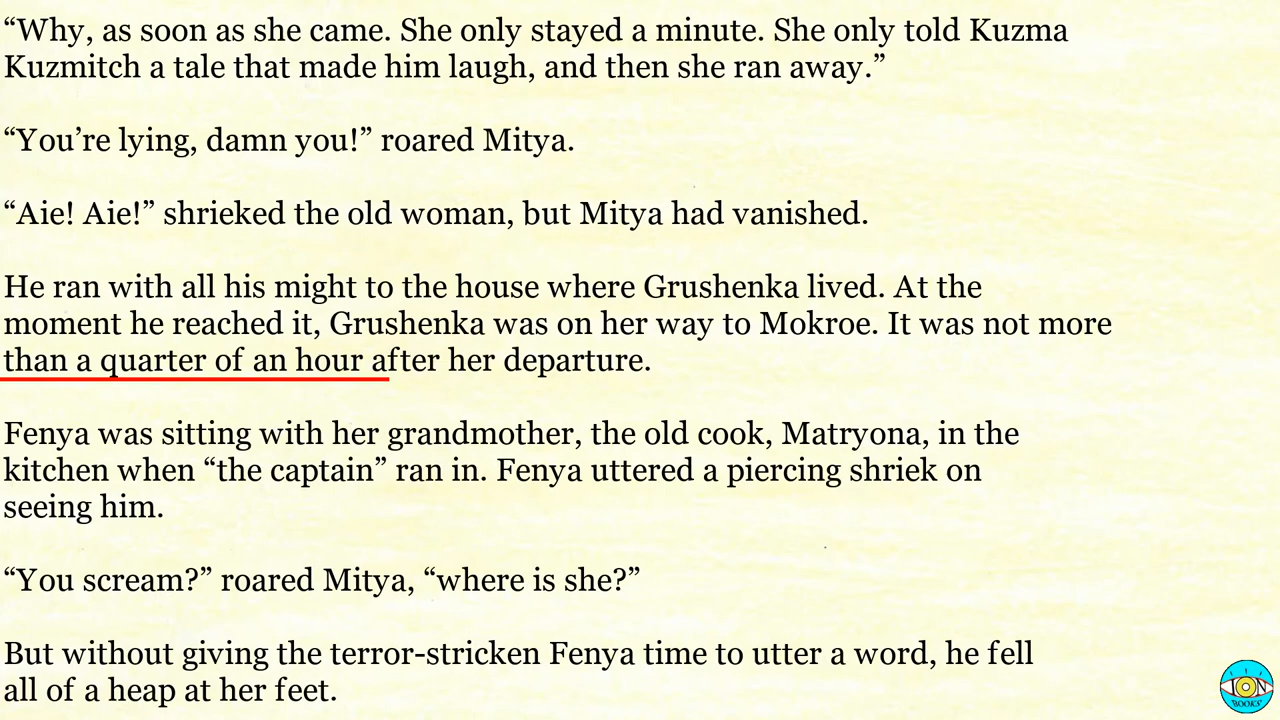 “Why, as soon as she came. She only stayed a minute. She only told Kuzma
Kuzmitch a tale that made him laugh, and then she ran away.”
“You’re lying, damn you!” roared Mitya.
“Aie! Aie!” shrieked the old woman, but Mitya had vanished.
He ran with all his might to the house where Grushenka lived. At the
moment he reached it, Grushenka was on her way to Mokroe. It was not more
than a quarter of an hour after her departure.
Fenya was sitting with her grandmother, the old cook, Matryona, in the
kitchen when “the captain” ran in. Fenya uttered a piercing shriek on
seeing him.
“You scream?” roared Mitya, “where is she?”
But without giving the terror-stricken Fenya time to utter a word, he fell
all of a heap at her feet.
ION
BOOKS